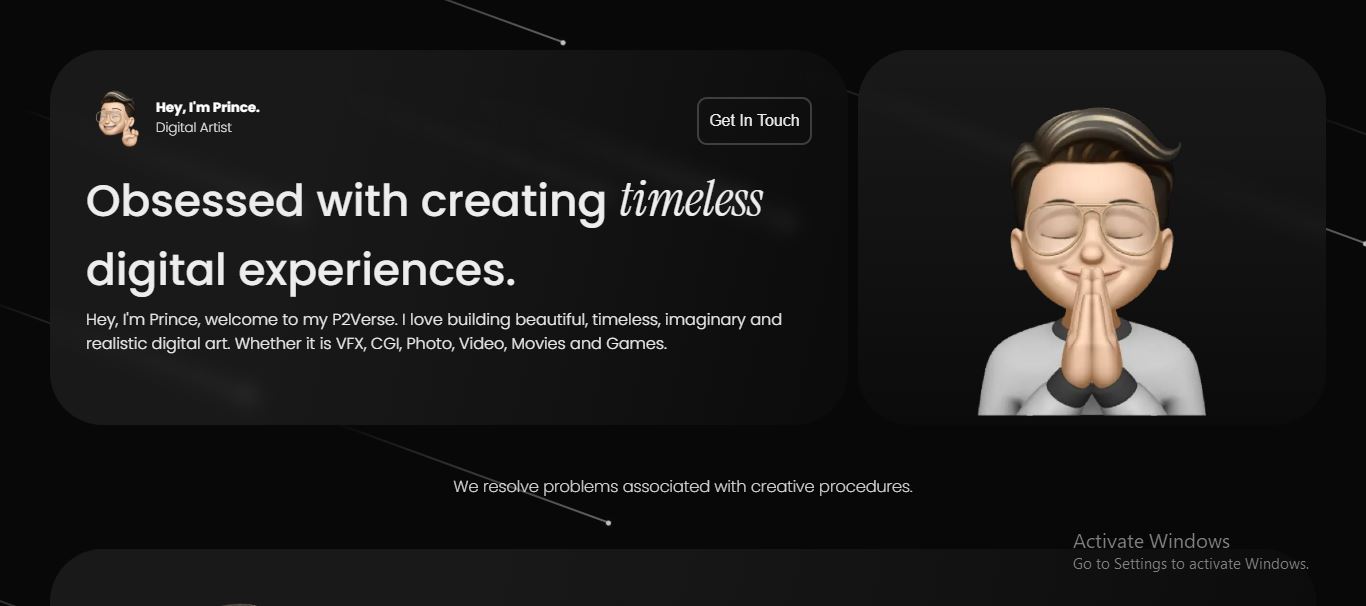 Hey, I'm Prince.
Digital Artist
Get In Touch
Obsessed with creating timeless
digital experiences.
Hey, I'm Prince, welcome to my P2Verse. I love building beautiful, timeless, imaginary and
realistic digital art. Whether it is VFX, CGI, Photo, Video, Movies and Games.
We resolve problems associated with creative procedures.
Activate Windows
Go to Settings to activate Windows.